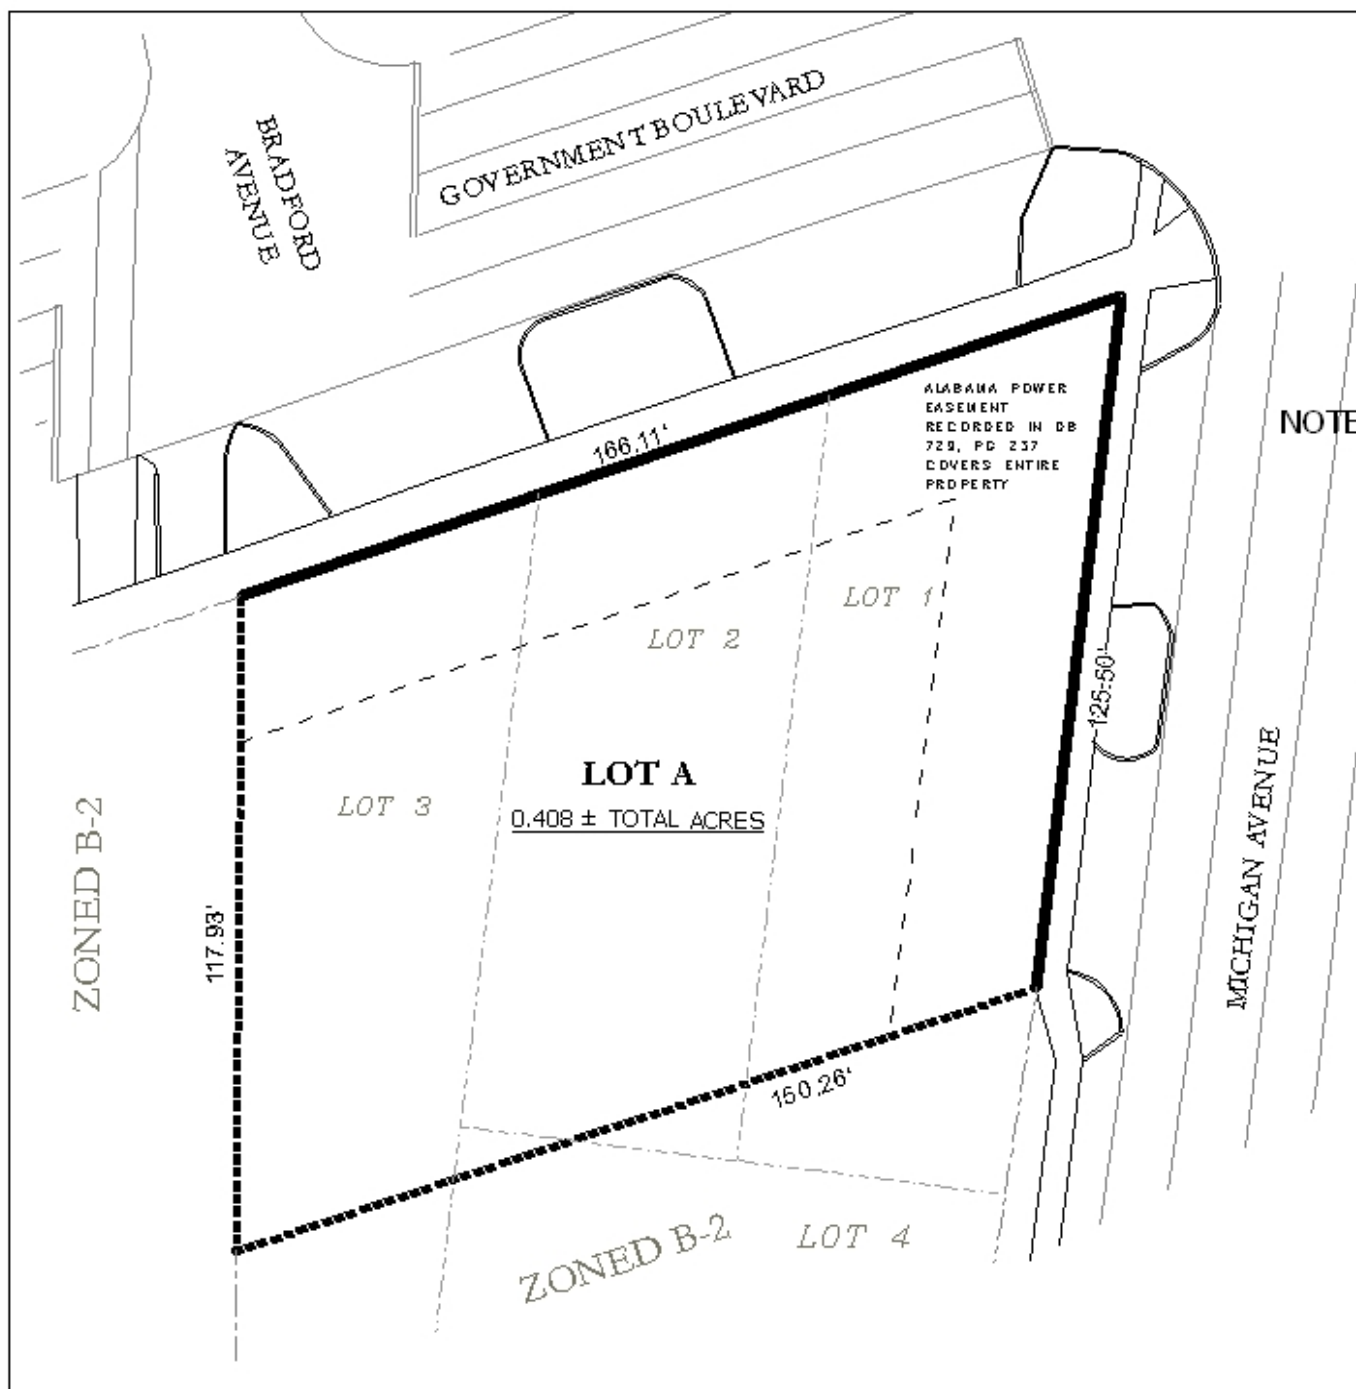 BRADFORD
AVENUE
GOVERNMENT BOULEVARD
ALABAMA POWER
EASEMENT
RECORDED IN DB
729, PG 237
COVERS ENTIRE
PROPERTY
NOTE
166.11'
LOT 1
LOT 2
125.50'
LOT A
0.408 ± TOTAL ACRES
LOT 3
ZONED B-2
117.93'
MICHIGAN AVENUE
150.26'
ZONED B-2
LOT 4